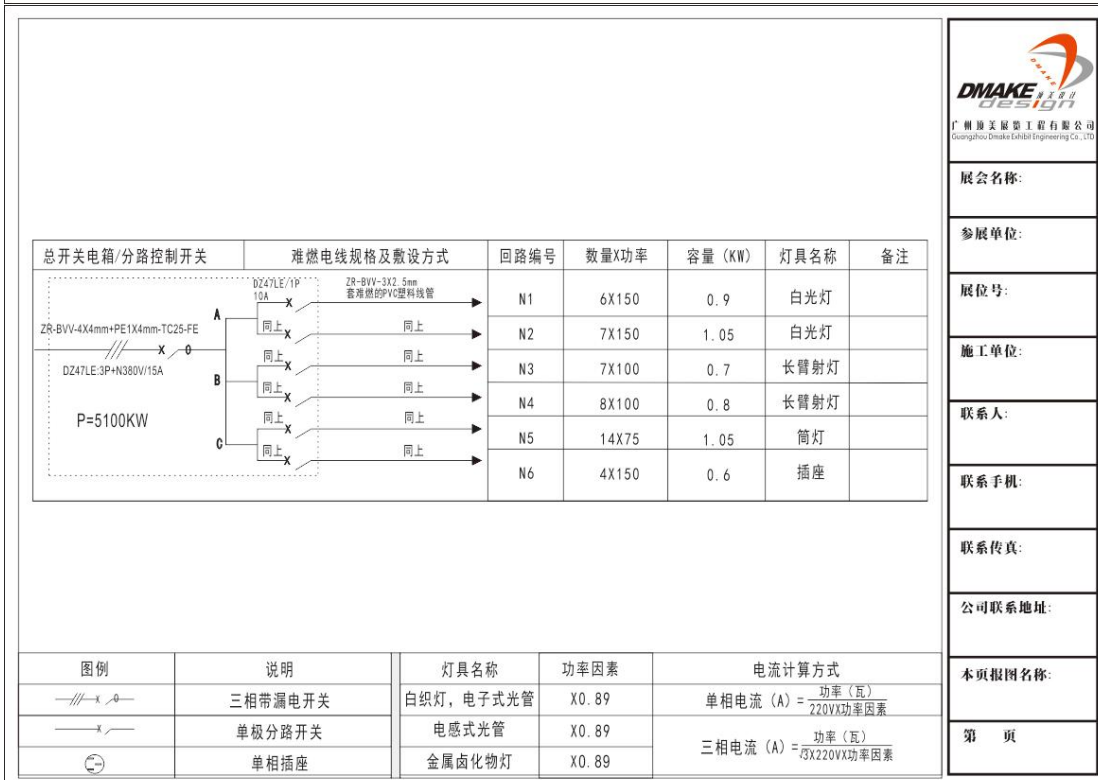 DMAKE
DMAKE 顶美设计
design
广州顶美展览工程有限公司
Guangzhou Dmake Exhibit Engineering Co., LTD
展会名称:
参展单位:
展位号:
施工单位:
联系人:
联系手机:
联系传真:
公司联系地址:
本页报图名称:
第 页
总开关电箱/分路控制开关 难燃电线规格及敷设方式 回路编号 数量X功率 容量(KW) 灯具名称 备注
DZ47LE/1P
10A
ZR-BVV-3X2.5mm
套难燃的PVC塑料线管
N1 6X150 0.9 白光灯
A
同上 同上 N2 7X150 1.05 白光灯
ZR-BVV-4X4mm+PE1X4mm-TC25-FE
DZ47LE:3P+N380V/15A
同上 同上 N3 7X100 0.7 长臂射灯
B
同上 N4 8X100 0.8 长臂射灯
同上
P=5100KW
同上 同上 N5 14X75 1.05 筒灯
C
同上 同上 N6 4X150 0.6 插座
图例 说明 灯具名称 功率因素 电流计算方式
三相带漏电开关 白织灯,电子式光管 X0.89 单相电流(A)=功率(瓦)/220VX功率因素
单极分路开关 电感式光管 X0.89
三相电流(A)=功率(瓦)/√3X220VX功率因素
单相插座 金属卤化物灯 X0.89